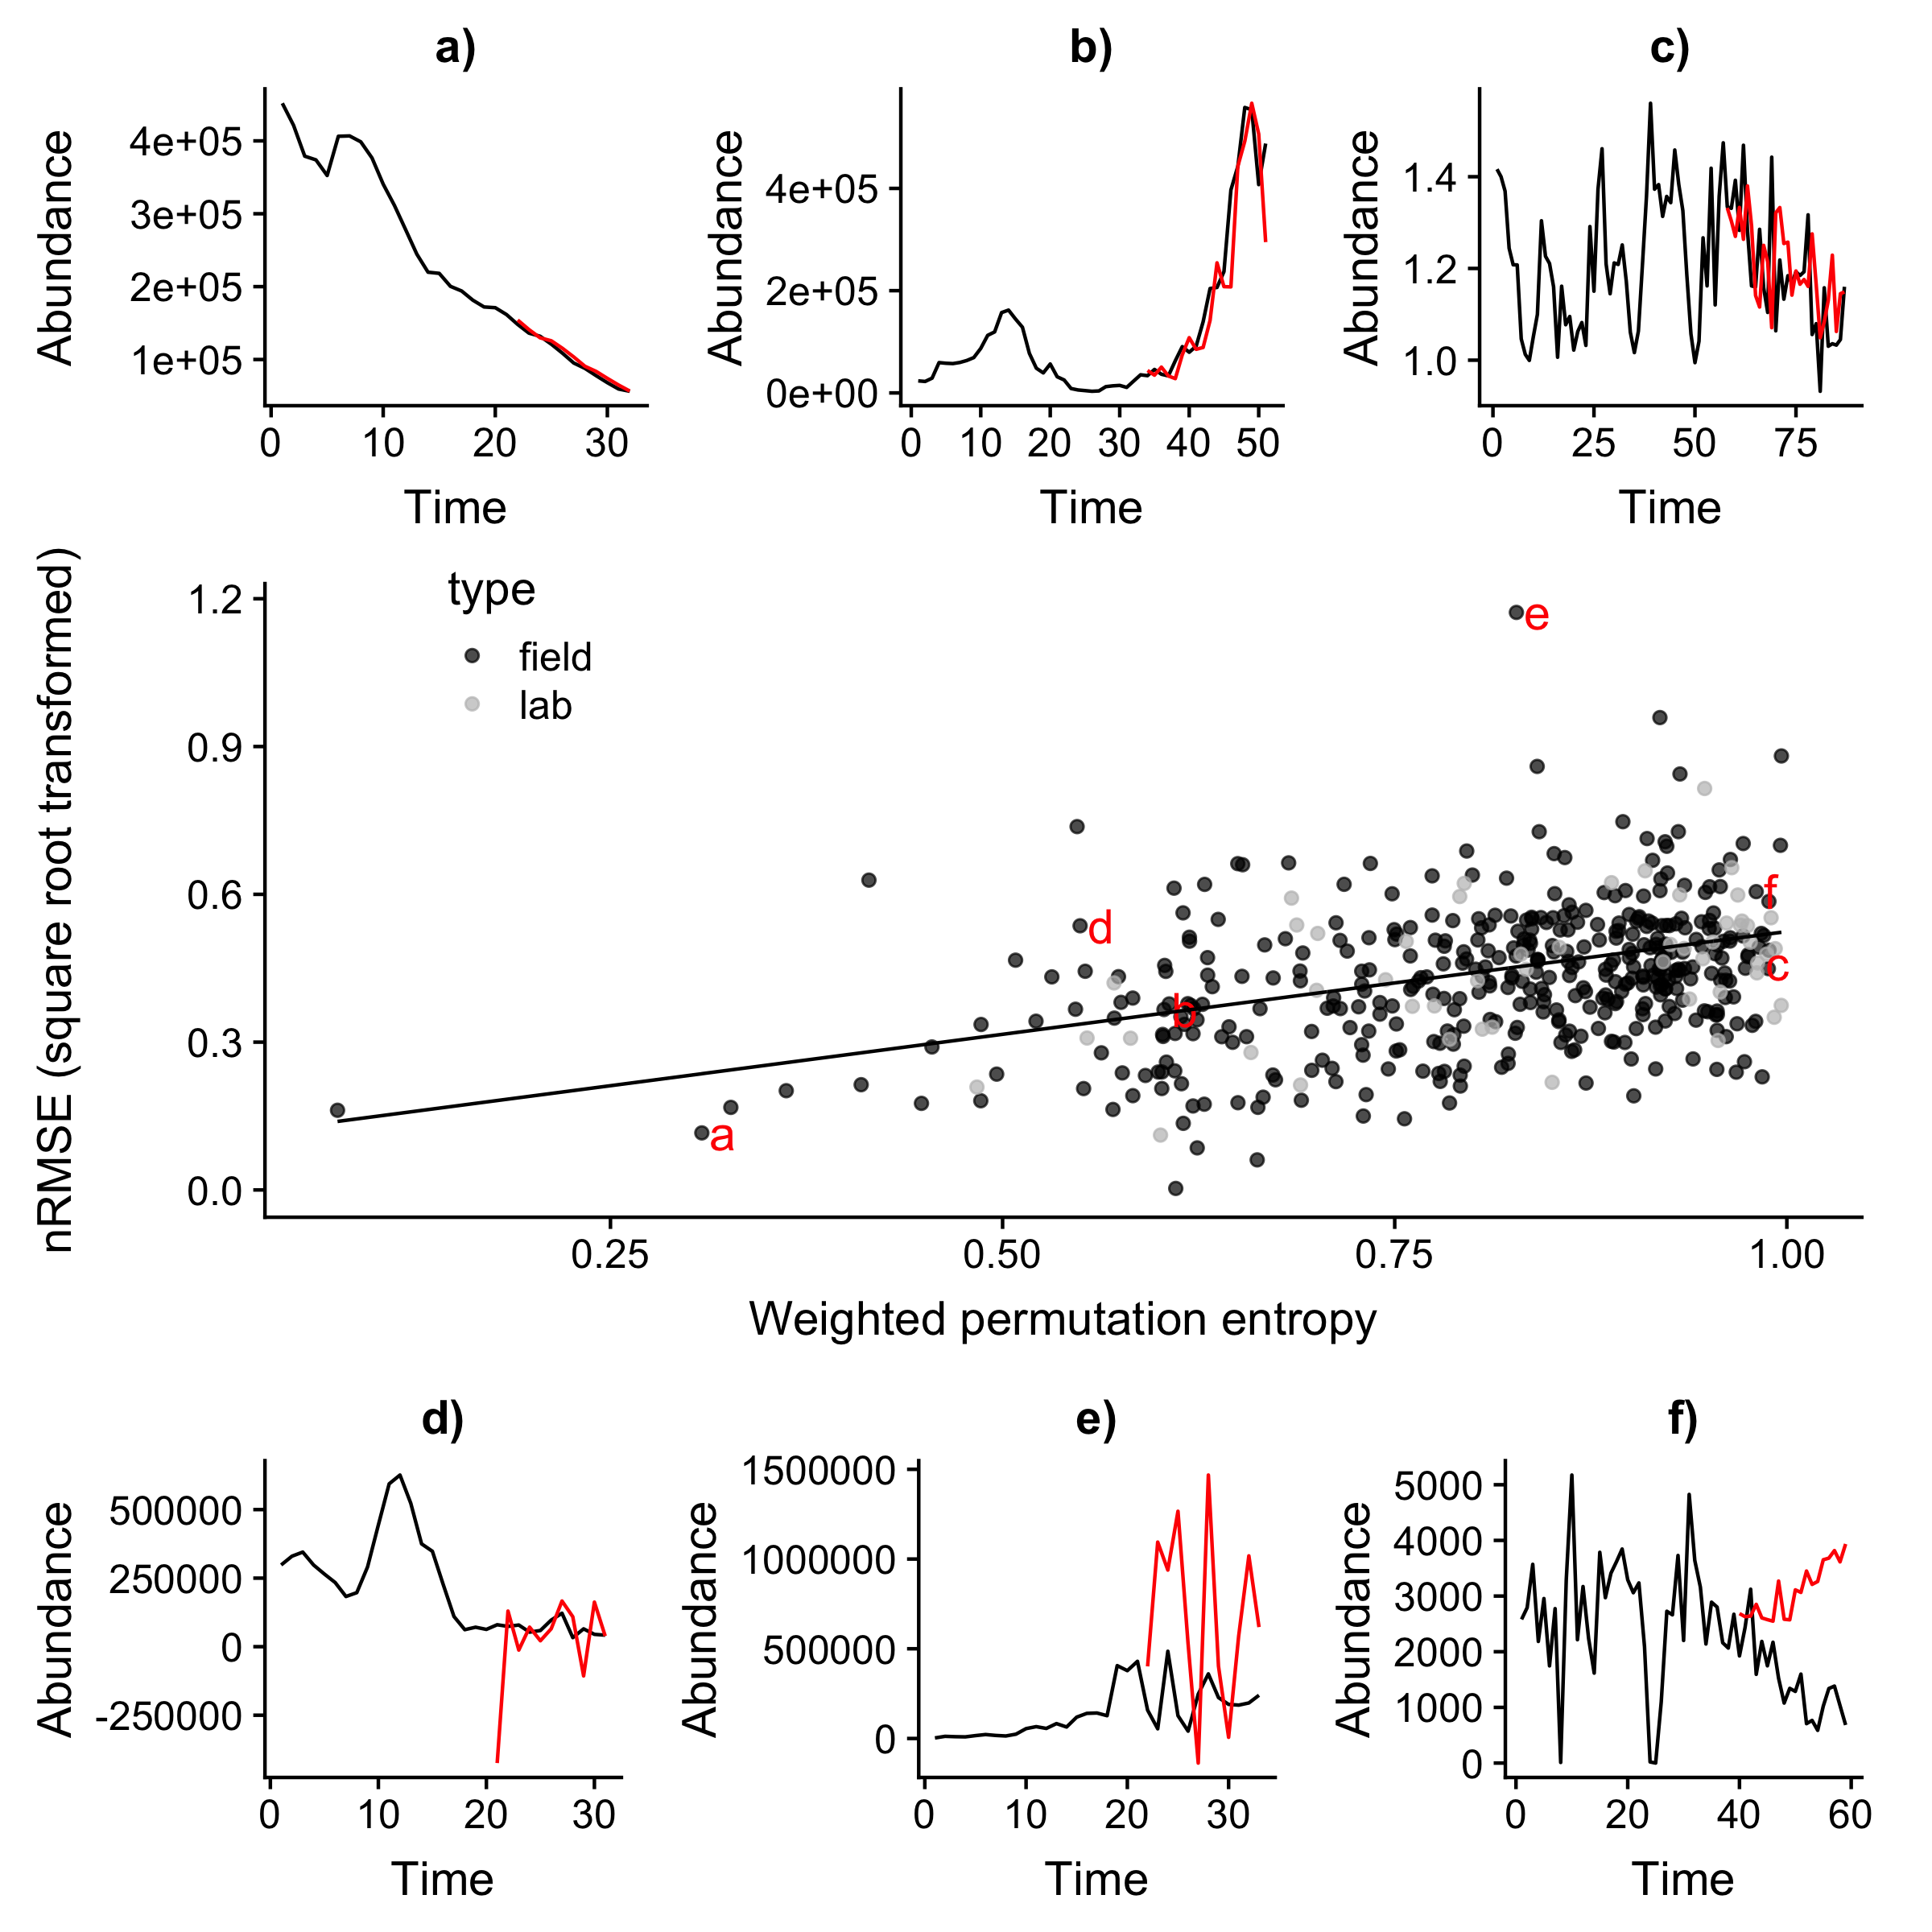 a)
4e+05
3e+05
2e+05
1e+05
Abundance
0 10 20 30
Time
b)
4e+05
2e+05
0e+00
Abundance
0 10 20 30 40 50
Time
c)
1.4
1.2
1.0
Abundance
0 25 50 75
Time
nRMSE (square root transformed)
1.2
0.9
0.6
0.3
0.0
type
field
lab
e
f
d
c
b
a
0.25 0.50 0.75 1.00
Weighted permutation entropy
d)
500000
250000
0
-250000
Abundance
0 10 20 30
Time
e)
1500000
1000000
500000
0
Abundance
0 10 20 30
Time
f)
5000
4000
3000
2000
1000
0
Abundance
0 20 40 60
Time